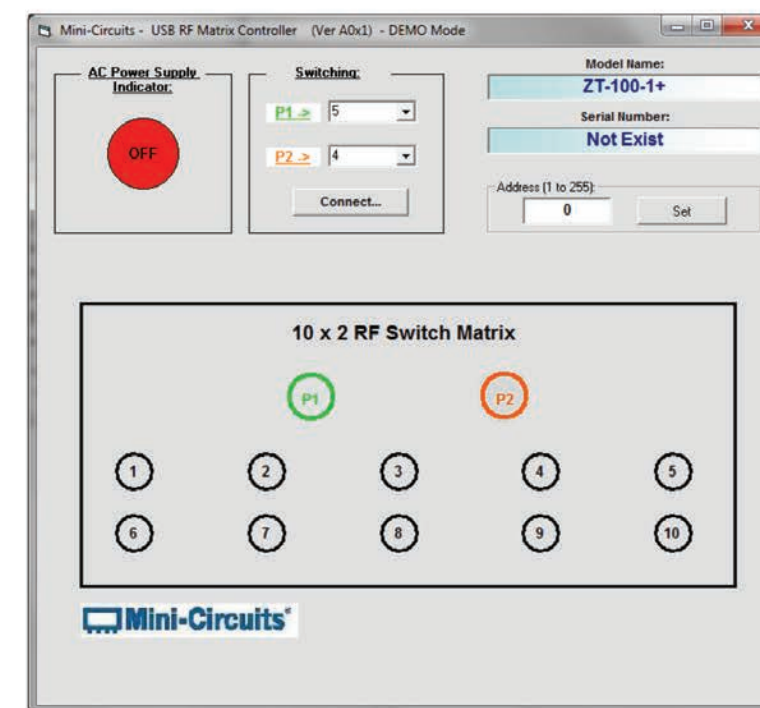 Mini-Circuits - USB RF Matrix Controller (Ver A0x1) - DEMO Mode
AC Power Supply
Indicator:
OFF
Switching:
P1 -> 5
P2 -> 4
Connect...
Model Name:
ZT-100-1+
Serial Number:
Not Exist
Address (1 to 255):
0 Set
10 x 2 RF Switch Matrix
P1 P2
1 2 3 4 5
6 7 8 9 10
Mini-Circuits®